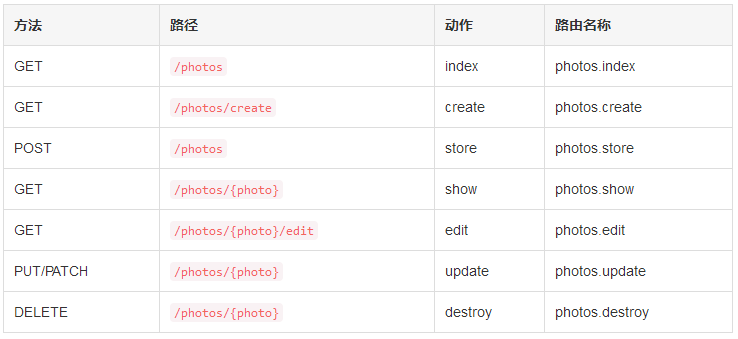 方法 路径 动作 路由名称
GET /photos index photos.index
GET /photos/create create photos.create
POST /photos store photos.store
GET /photos/{photo} show photos.show
GET /photos/{photo}/edit edit photos.edit
PUT/PATCH /photos/{photo} update photos.update
DELETE /photos/{photo} destroy photos.destroy